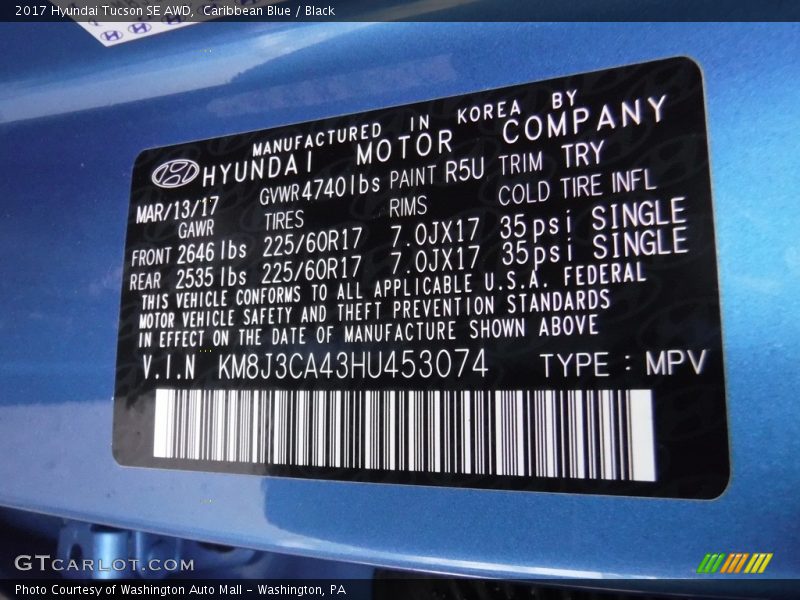 2017 Hyundai Tucson SE AWD, Caribbean Blue / Black
MANUFACTURED IN KOREA BY
HYUNDAI MOTOR COMPANY
MAR/13/17 GVWR 4740lbs PAINT R5U TRIM TRY
GAWR TIRES RIMS COLD TIRE INFL
FRONT 2646 lbs 225/60R17 7.0JX17 35psi SINGLE
REAR 2535 lbs 225/60R17 7.0JX17 35psi SINGLE
THIS VEHICLE CONFORMS TO ALL APPLICABLE U.S.A. FEDERAL
MOTOR VEHICLE SAFETY AND THEFT PREVENTION STANDARDS
IN EFFECT ON THE DATE OF MANUFACTURE SHOWN ABOVE
V.I.N KM8J3CA43HU453074 TYPE : MPV
GTCARLOT.COM
Photo Courtesy of Washington Auto Mall - Washington, PA